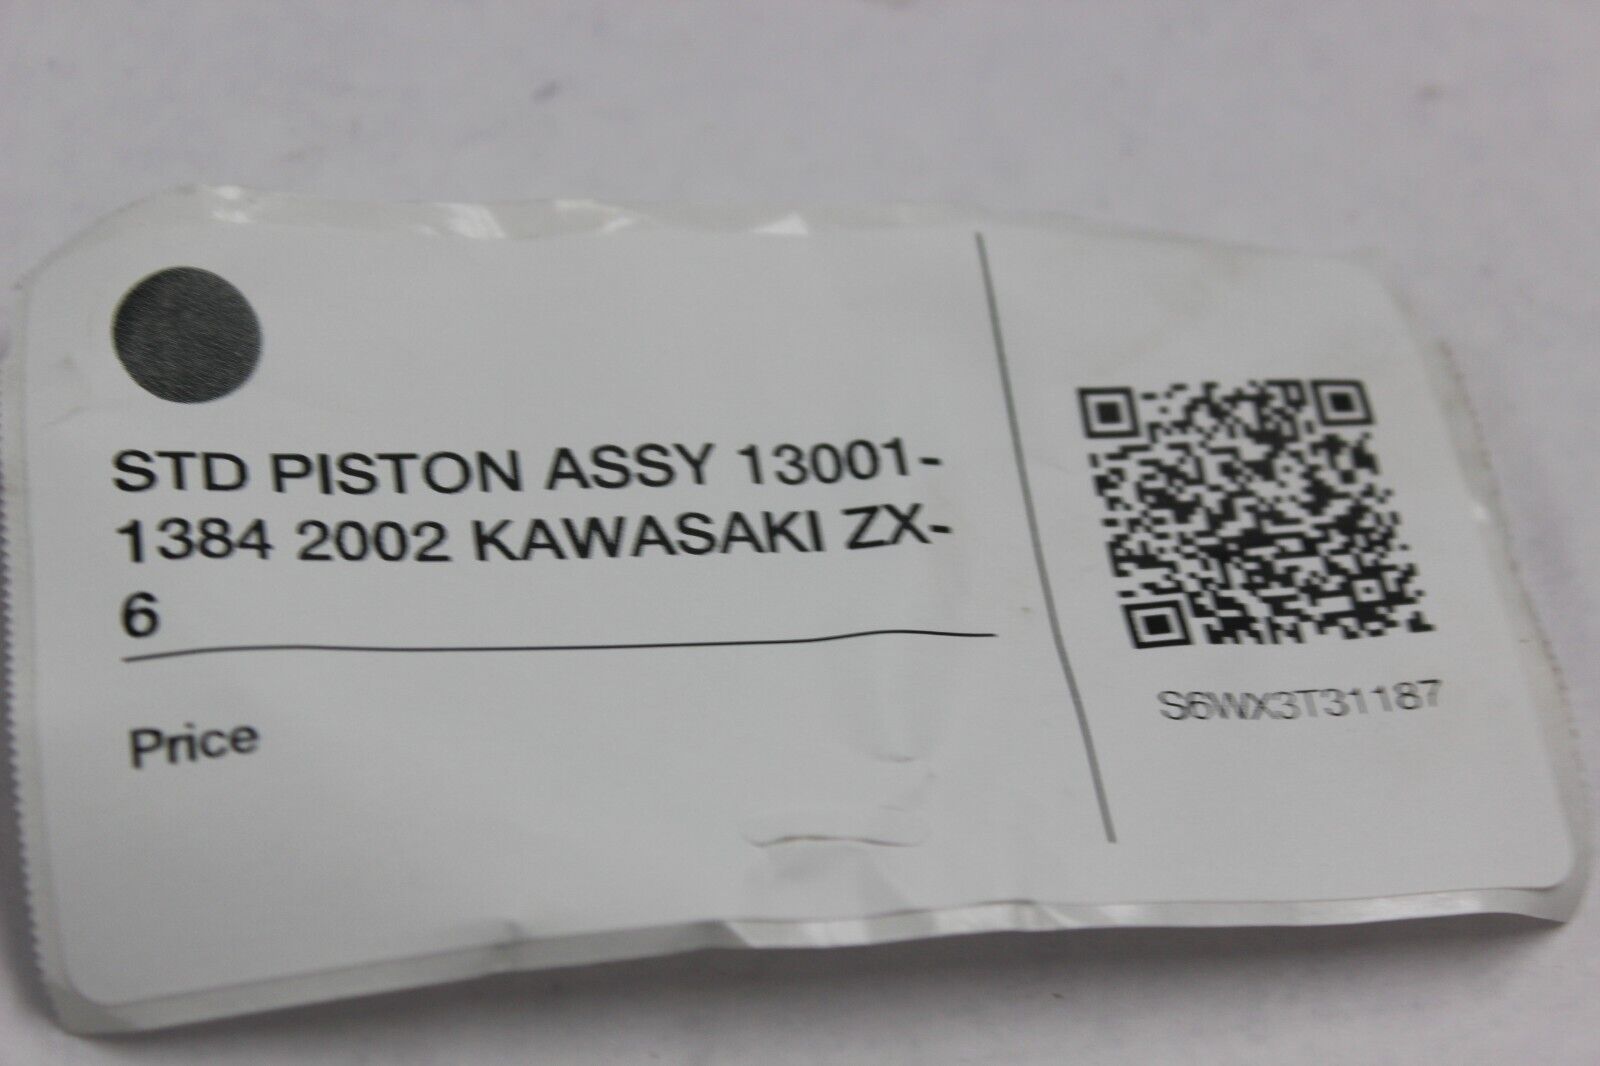 STD PISTON ASSY 13001-
1384 2002 KAWASAKI ZX-
6
Price
S6WX3T31187